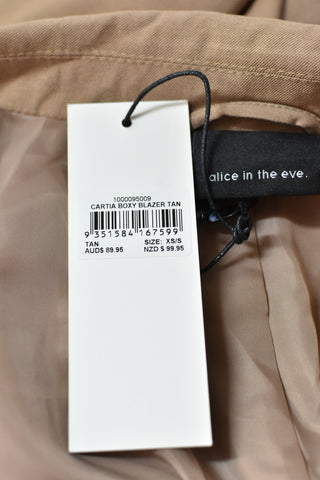 alice in the eve.
1000095009
CARTIA BOXY BLAZER TAN
9 351584 167599
TAN SIZE: XS/S
AUD$ 89.95 NZD $ 99.95